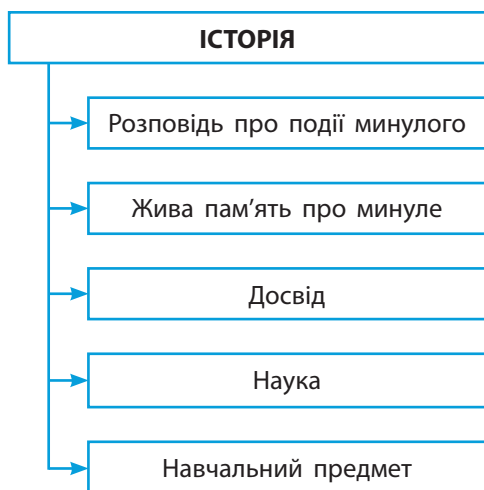 ІСТОРІЯ
Розповідь про події минулого
Жива пам’ять про минуле
Досвід
Наука
Навчальний предмет